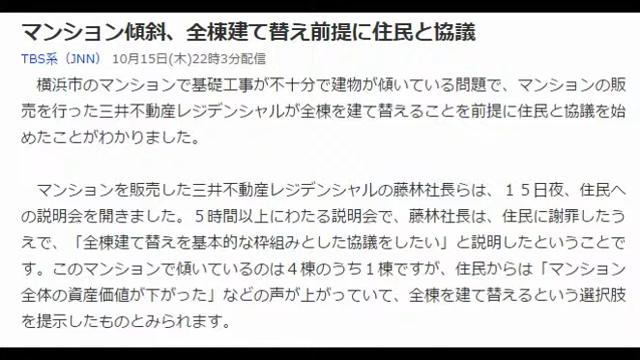 マンション傾斜、全棟建て替え前提に住民と協議
TBS系（JNN） 10月15日(木)22時3分配信
横浜市のマンションで基礎工事が不十分で建物が傾いている問題で、マンションの販
売を行った三井不動産レジデンシャルが全棟を建て替えることを前提に住民と協議を始
めたことがわかりました。
マンションを販売した三井不動産レジデンシャルの藤林社長らは、１５日夜、住民へ
の説明会を開きました。５時間以上にわたる説明会で、藤林社長は、住民に謝罪したう
えで、「全棟建て替えを基本的な枠組みとした協議をしたい」と説明したということで
す。このマンションで傾いているのは４棟のうち１棟ですが、住民からは「マンション
全体の資産価値が下がった」などの声が上がっていて、全棟を建て替えるという選択肢
を提示したものとみられます。